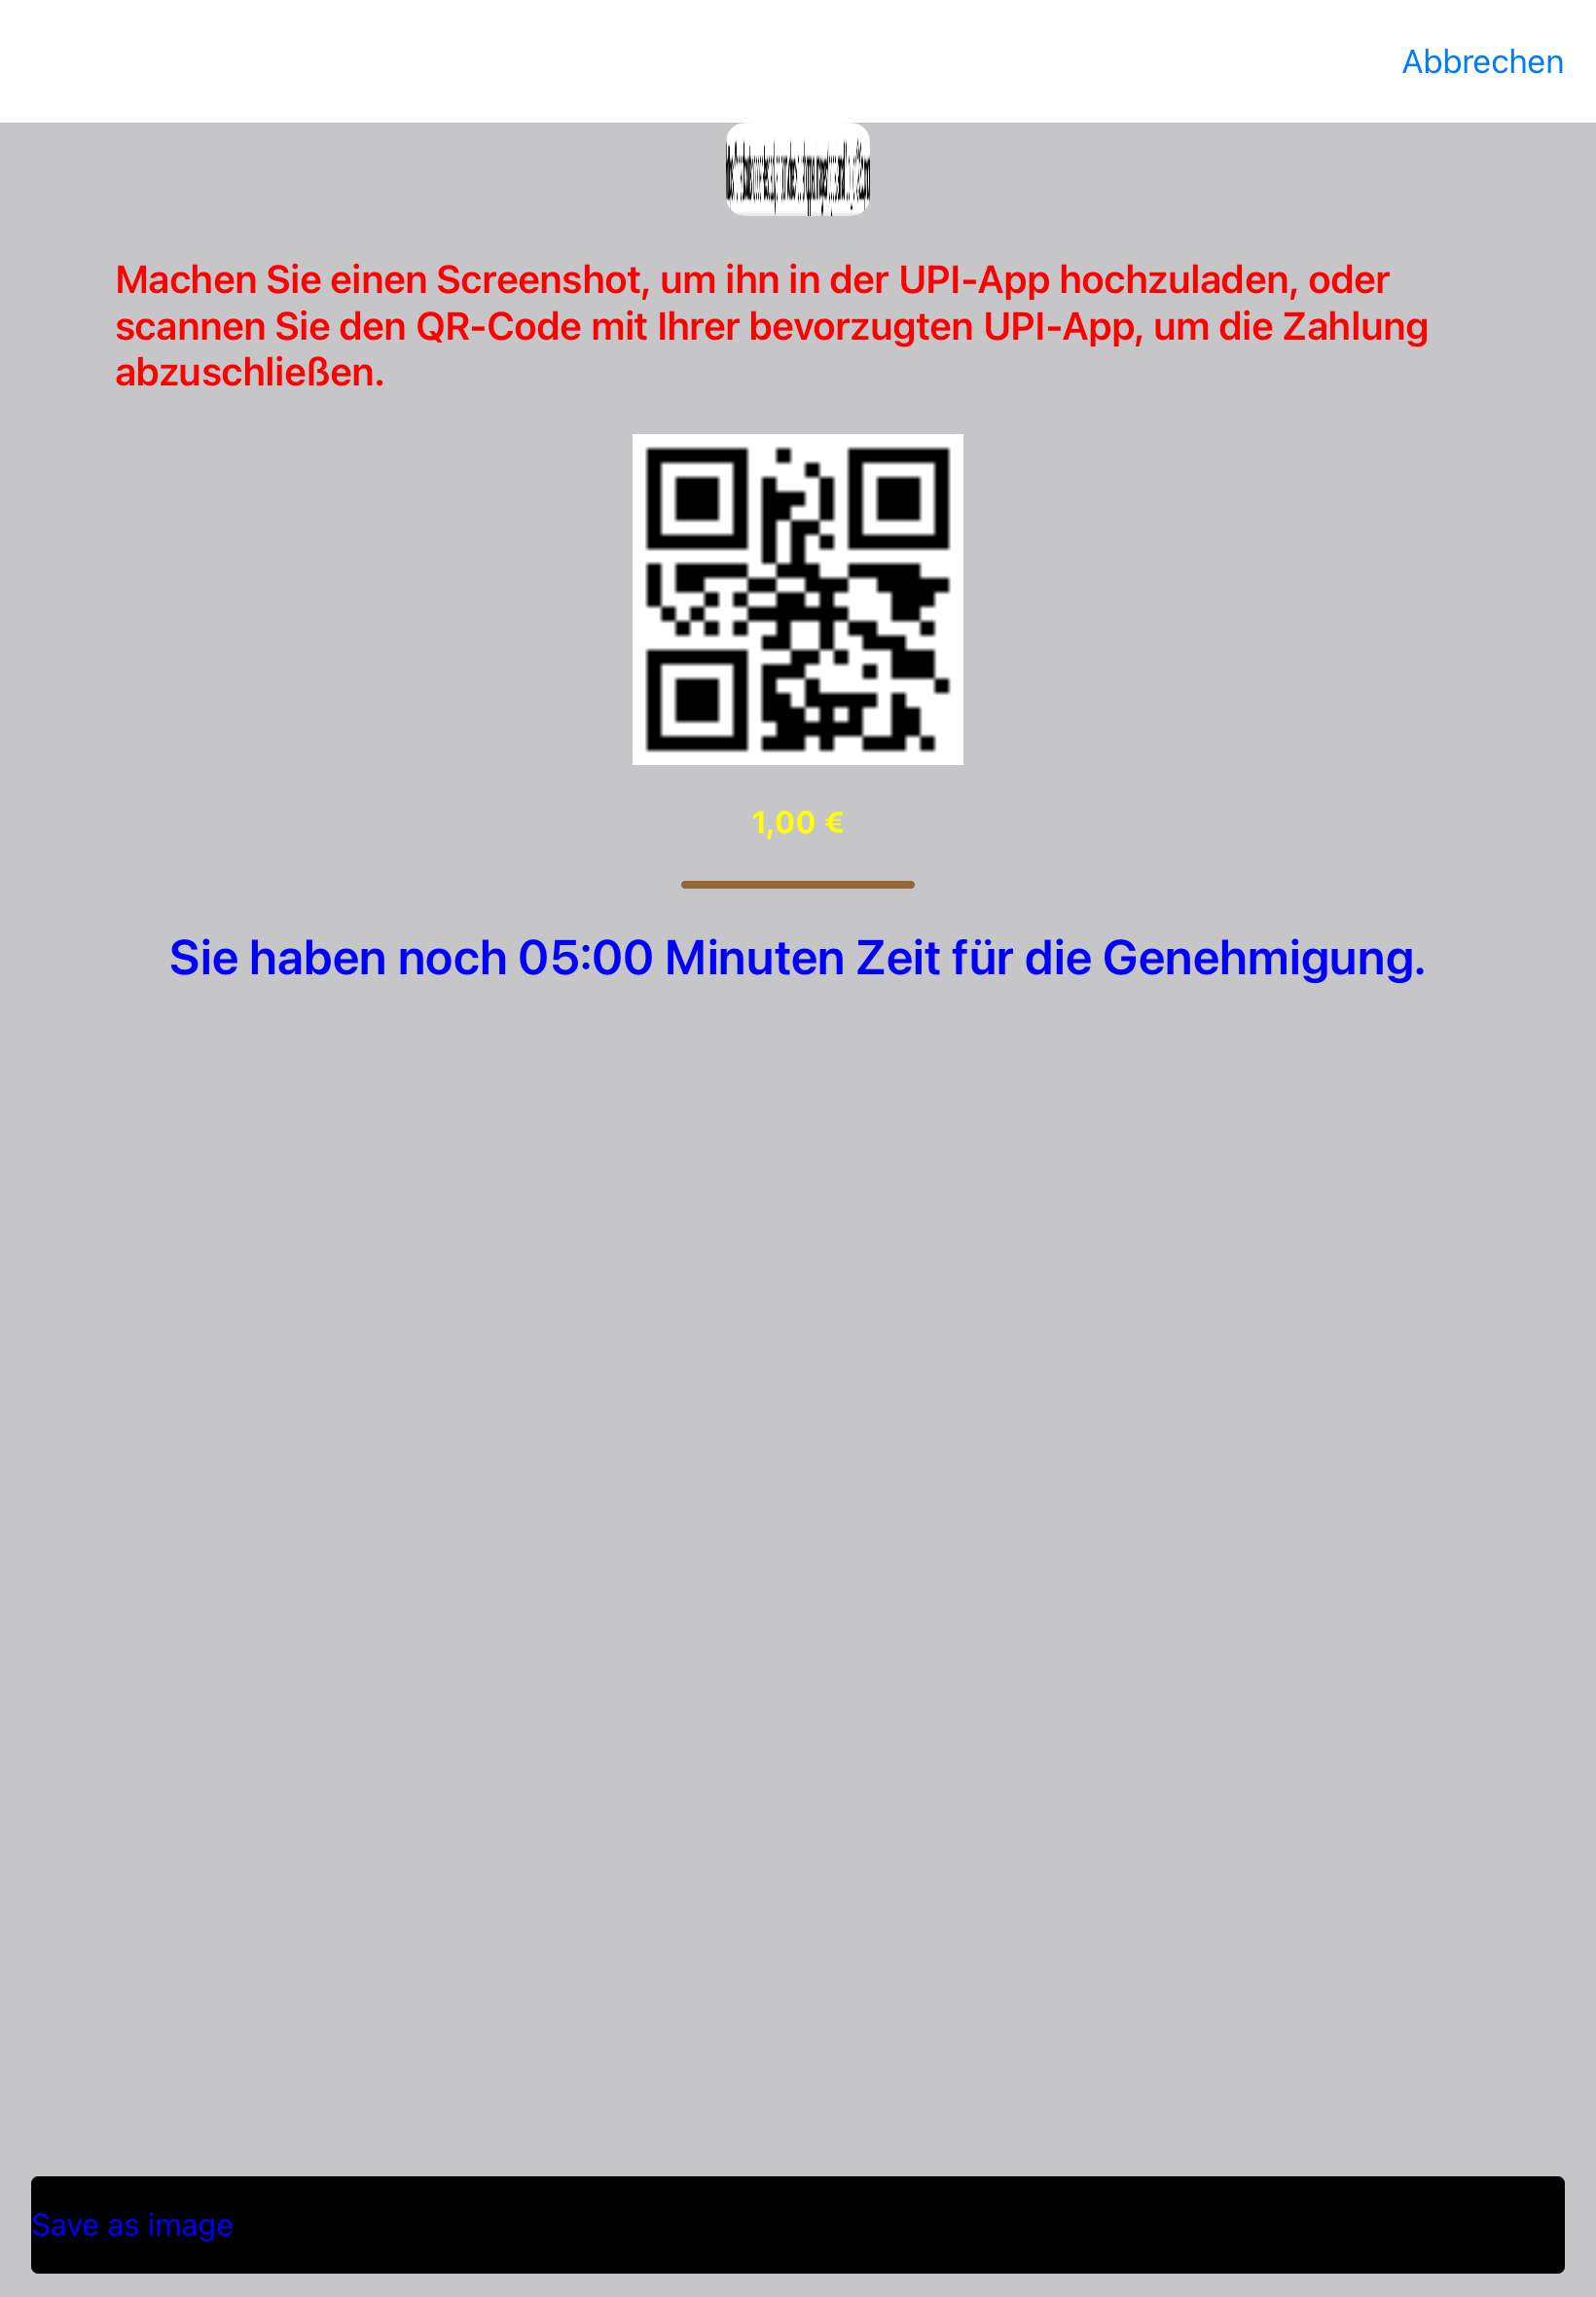 Abbrechen
Machen Sie einen Screenshot, um ihn in der UPI-App hochzuladen, oder
scannen Sie den QR-Code mit Ihrer bevorzugten UPI-App, um die Zahlung
abzuschließen.
1,00 €
Sie haben noch 05:00 Minuten Zeit für die Genehmigung.
Save as image